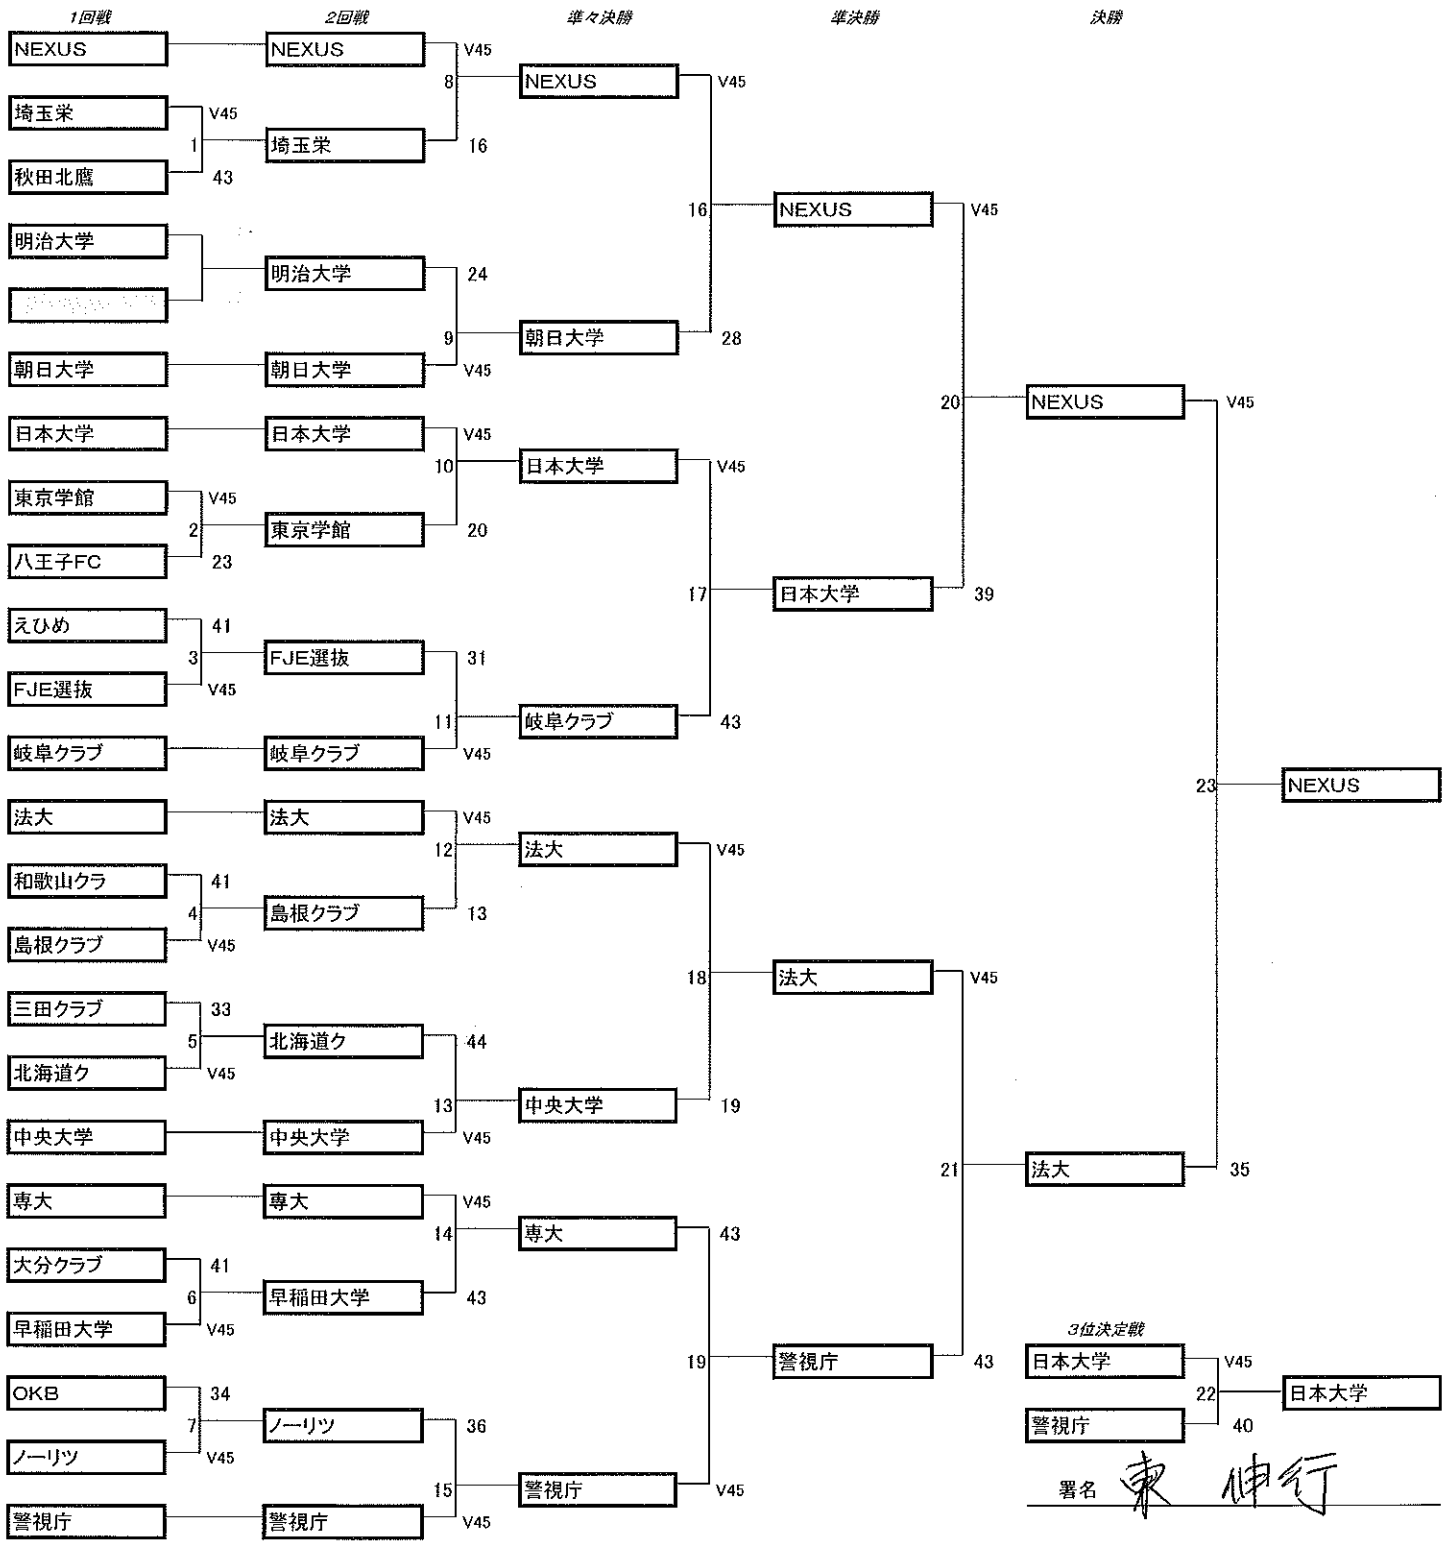 1回戦 2回戦 準々決勝 準決勝 決勝
NEXUS NEXUS V45
8 NEXUS V45
埼玉栄 V45
1 埼玉栄 16
秋田北鷹 43
16 NEXUS V45
明治大学
明治大学 24
9 朝日大学 28
朝日大学 朝日大学 V45
20 NEXUS V45
日本大学 日本大学 V45
10 日本大学 V45
東京学館 V45
2 東京学館 20
八王子FC 23
17 日本大学 39
えひめ 41
3 FJE選抜 31
FJE選抜 V45
11 岐阜クラブ 43
岐阜クラブ 岐阜クラブ V45
23 NEXUS
法大 法大 V45
12 法大 V45
和歌山クラ 41
4 島根クラブ 13
島根クラブ V45
18 法大 V45
三田クラブ 33
5 北海道ク 44
北海道ク V45
13 中央大学 19
中央大学 中央大学 V45
21 法大 35
専大 専大 V45
14 専大 43
大分クラブ 41
6 早稲田大学 43
早稲田大学 V45
3位決定戦
19 警視庁 43
日本大学 V45
OKB 34
22 日本大学
7 ノーリツ 36
警視庁 40
ノーリツ V45
15 警視庁 V45
署名 東 伸行
警視庁 警視庁 V45